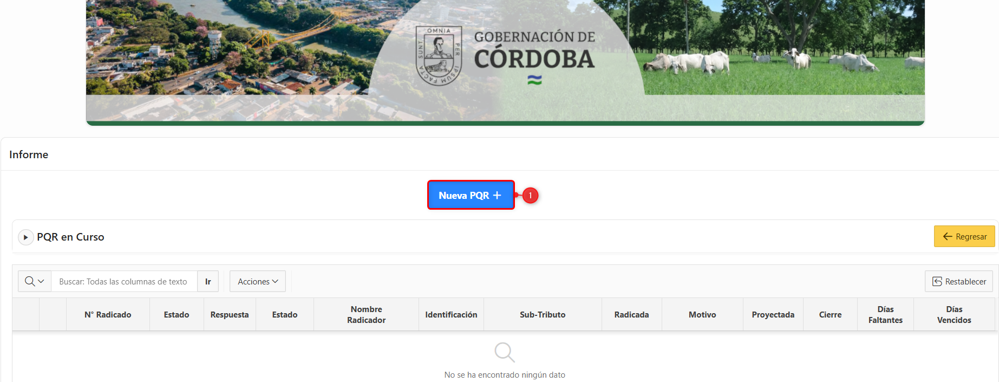 OMNIA
SUNT
PER
IPSUM FACTA
GOBERNACIÓN DE
CÓRDOBA
Informe
Nueva PQR +
1
PQR en Curso
Regresar
Buscar: Todas las columnas de texto
Ir
Acciones
Restablecer
N° Radicado
Estado
Respuesta
Estado
Nombre
Radicador
Identificación
Sub-Tributo
Radicada
Motivo
Proyectada
Cierre
Días
Faltantes
Días
Vencidos
No se ha encontrado ningún dato